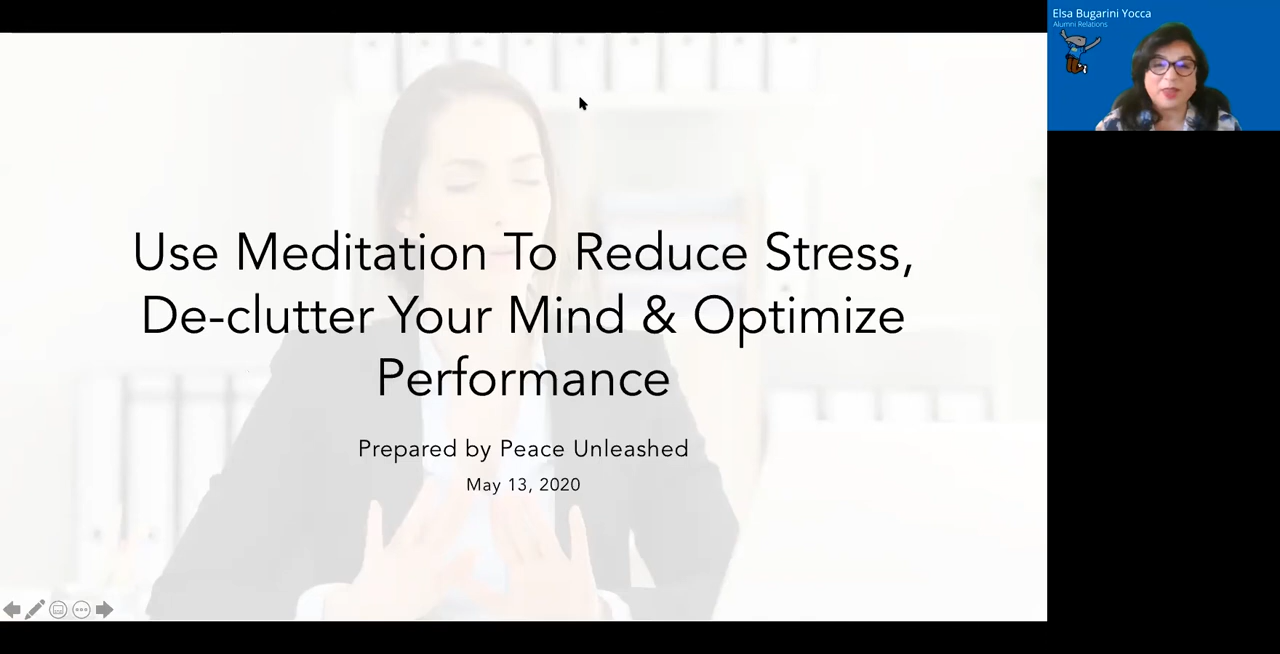 Elsa Bugarini Yocca
Alumni Relations
Use Meditation To Reduce Stress,
De-clutter Your Mind & Optimize
Performance
Prepared by Peace Unleashed
May 13, 2020